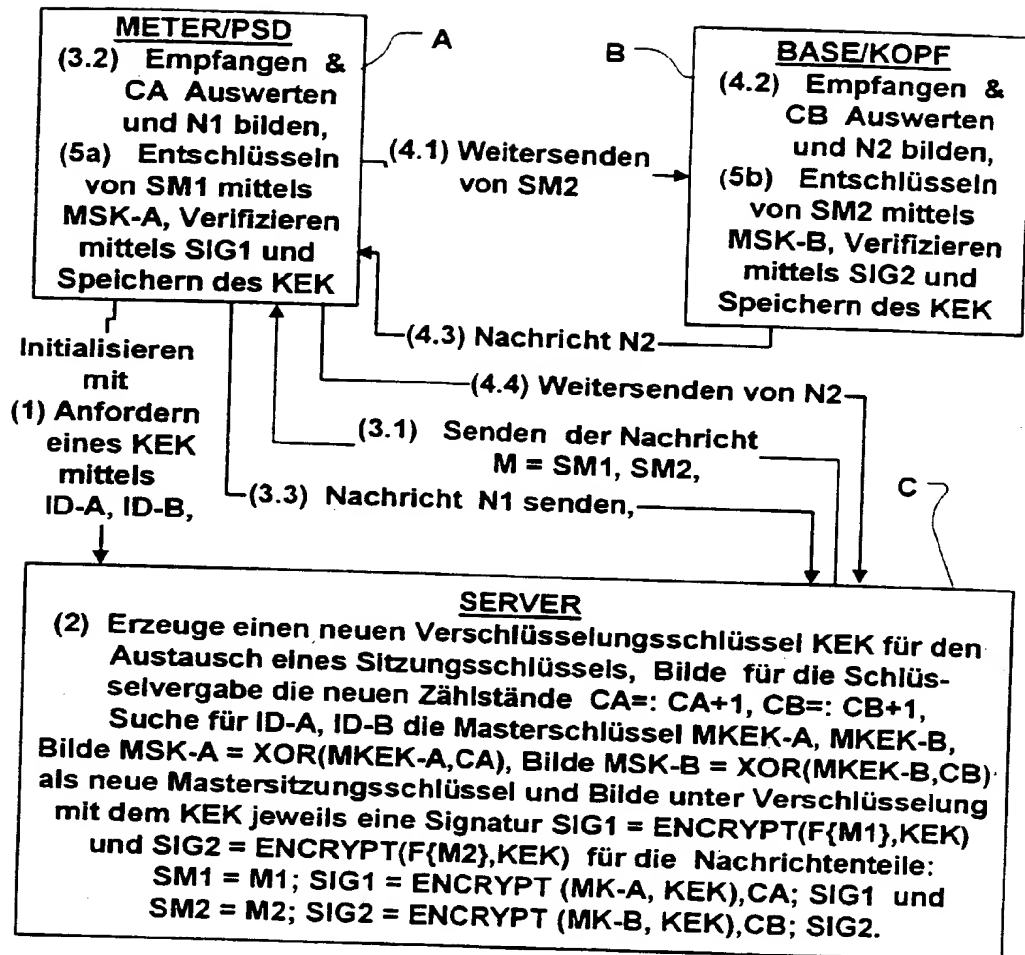 METER/PSD
(3.2) Empfangen &
CA Auswerten
und N1 bilden,
(5a) Entschlüsseln
von SM1 mittels
MSK-A, Verifizieren
mittels SIG1 und
Speichern des KEK
A
B
BASE/KOPF
(4.2) Empfangen &
CB Auswerten
und N2 bilden,
(5b) Entschlüsseln
von SM2 mittels
MSK-B, Verifizieren
mittels SIG2 und
Speichern des KEK
(4.1) Weitersenden
von SM2
(4.3) Nachricht N2
(4.4) Weitersenden von N2
Initialisieren
mit
(1) Anfordern
eines KEK
mittels
ID-A, ID-B,
(3.1) Senden der Nachricht
M = SM1, SM2,
(3.3) Nachricht N1 senden,
C
SERVER
(2) Erzeuge einen neuen Verschlüsselungsschlüssel KEK für den
Austausch eines Sitzungsschlüssels, Bilde für die Schlüs-
selvergabe die neuen Zählstände CA=: CA+1, CB=: CB+1,
Suche für ID-A, ID-B die Masterschlüssel MKEK-A, MKEK-B,
Bilde MSK-A = XOR(MKEK-A,CA), Bilde MSK-B = XOR(MKEK-B,CB)
als neue Mastersitzungsschlüssel und Bilde unter Verschlüsselung
mit dem KEK jeweils eine Signatur SIG1 = ENCRYPT(F{M1},KEK)
und SIG2 = ENCRYPT(F{M2},KEK) für die Nachrichtenteile:
SM1 = M1; SIG1 = ENCRYPT (MK-A, KEK),CA; SIG1 und
SM2 = M2; SIG2 = ENCRYPT (MK-B, KEK),CB; SIG2.